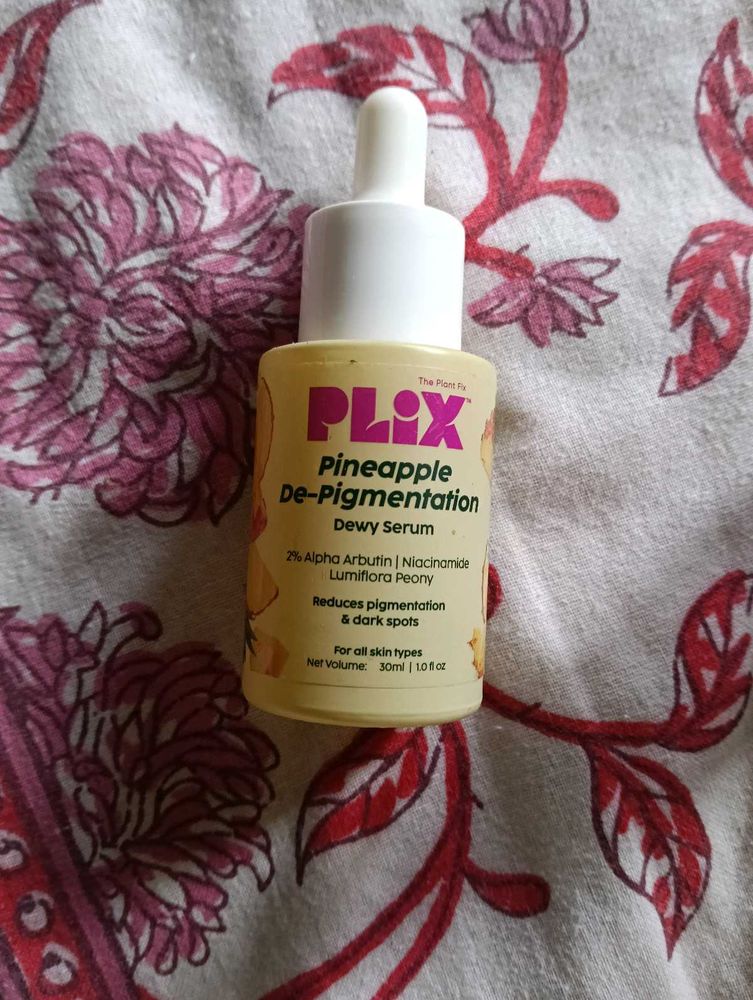 The Plant Fix
PLiX™
Pineapple
De-Pigmentation
Dewy Serum
2% Alpha Arbutin | Niacinamide
Lumiflora Peony
Reduces pigmentation
& dark spots
For all skin types
Net Volume: 30ml | 1.0 fl oz